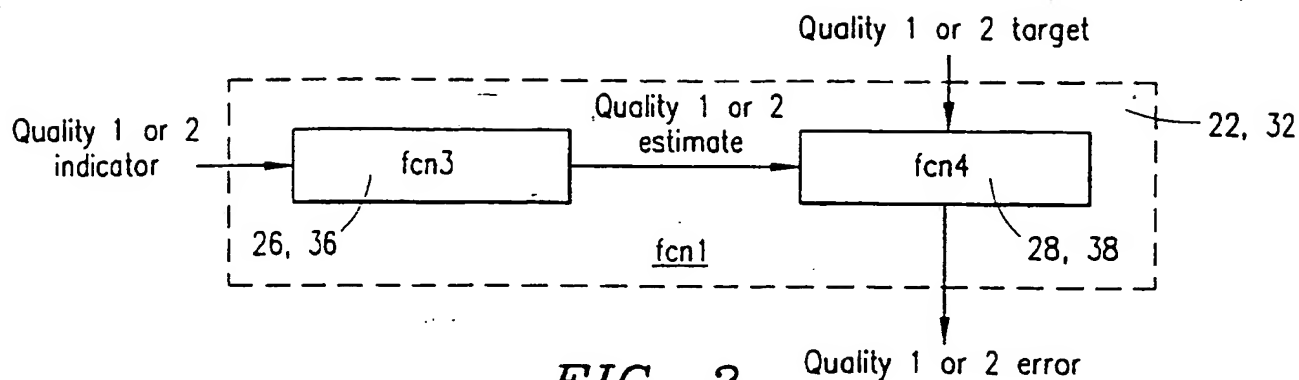 Quality 1 or 2 target
Quality 1 or 2
indicator
fcn3
Quality 1 or 2
estimate
fcn4
22, 32
26, 36
fcn1
28, 38
Quality 1 or 2 error